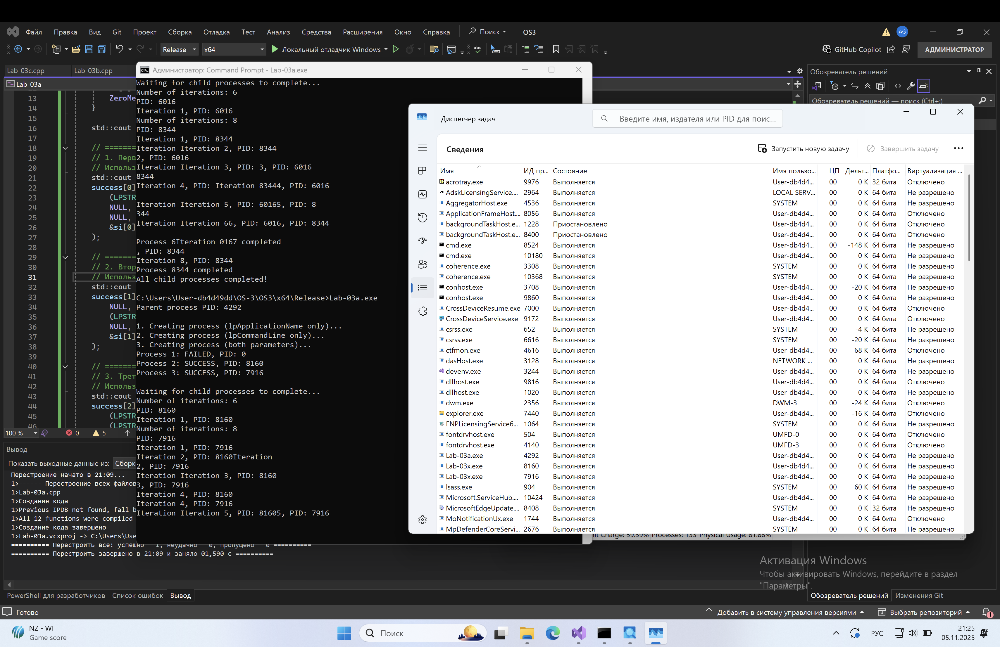 Файл Правка Вид Git Проект Сборка Отладка Тест Анализ Средства Расширения Окно Справка Поиск OS3 AG
Release x64 Локальный отладчик Windows GitHub Copilot АДМИНИСТРАТОР
Lab-03c.cpp Lab-03b.cpp
Lab-03a
13 ZeroMe
14 }
15
16 std::cout
17
18 // =======
19 // 1. Перв
20 // Использ
21 std::cout
22 success[0]
23 (LPSTR
24 NULL,
25 NULL,
26 &si[0]
27 );
28
29 // =======
30 // 2. Втор
31 // Использ
32 std::cout
33 success[1]
34 NULL,
35 (LPSTR
36 NULL,
37 &si[1]
38 );
39
40 // =======
41 // 3. Трет
42 // Использ
43 std::cout
44 success[2]
45 (LPSTR
46 (LPSTR
100 % 0 5
Администратор: Command Prompt - Lab-03a.exe
Waiting for child processes to complete...
Number of iterations: 6
PID: 6016
Iteration 1, PID: 6016
Number of iterations: 8
PID: 8344
Iteration 1, PID: 8344
Iteration Iteration 2, PID: 8344
2, PID: 6016
Iteration Iteration 3, PID: 3, PID: 6016
8344
Iteration 4, PID: Iteration 83444, PID: 6016
Iteration Iteration 5, PID: 60165, PID: 8
344
Iteration Iteration 66, PID: 6016, PID: 8344
Process 6Iteration 0167 completed
, PID: 8344
Iteration 8, PID: 8344
Process 8344 completed
All child processes completed!
C:\Users\User-db4d49dd\OS-3\OS3\x64\Release>Lab-03a.exe
Parent process PID: 4292
1. Creating process (lpApplicationName only)...
2. Creating process (lpCommandLine only)...
3. Creating process (both parameters)...
Process 1: FAILED, PID: 0
Process 2: SUCCESS, PID: 8160
Process 3: SUCCESS, PID: 7916
Waiting for child processes to complete...
Number of iterations: 6
PID: 8160
Iteration 1, PID: 8160
Number of iterations: 8
PID: 7916
Iteration 1, PID: 7916
Iteration 2, PID: 8160Iteration
2, PID: 7916
Iteration Iteration 3, PID: 8160
3, PID: 7916
Iteration 4, PID: 8160
Iteration 4, PID: 7916
Iteration Iteration 5, PID: 81605, PID: 7916
Обозреватель решений
Обозреватель решений — поиск (Ctrl+;)
Диспетчер задач Введите имя, издателя или PID для поис...
Сведения Запустить новую задачу Завершить задачу
Имя ИД пр... Состояние Имя пользо... ЦП Дельт... Платфо... Виртуализация ...
acrotray.exe 9976 Выполняется User-db4d4... 00 0 K 32 бита Отключено
AdskLicensingService.... 2964 Выполняется LOCAL SERV... 00 0 K 64 бита Не разрешено
AggregatorHost.exe 4536 Выполняется SYSTEM 00 0 K 64 бита Не разрешено
ApplicationFrameHost.... 8056 Выполняется User-db4d4... 00 0 K 64 бита Отключено
backgroundTaskHost.e... 1228 Приостановлено User-db4d4... 00 0 K 64 бита Отключено
backgroundTaskHost.e... 8400 Приостановлено User-db4d4... 00 0 K 64 бита Отключено
cmd.exe 8524 Выполняется User-db4d4... 00 -148 K 64 бита Не разрешено
cmd.exe 10180 Выполняется User-db4d4... 00 0 K 64 бита Не разрешено
coherence.exe 3308 Выполняется SYSTEM 00 0 K 64 бита Не разрешено
coherence.exe 10368 Выполняется SYSTEM 00 0 K 64 бита Не разрешено
conhost.exe 3708 Выполняется User-db4d4... 00 -20 K 64 бита Не разрешено
conhost.exe 9860 Выполняется User-db4d4... 00 0 K 64 бита Не разрешено
CrossDeviceResume.exe 7000 Выполняется User-db4d4... 00 0 K 64 бита Отключено
CrossDeviceService.exe 9172 Выполняется User-db4d4... 00 0 K 64 бита Отключено
csrss.exe 652 Выполняется SYSTEM 00 -4 K 64 бита Не разрешено
csrss.exe 6616 Выполняется SYSTEM 00 -20 K 64 бита Не разрешено
ctfmon.exe 4616 Выполняется User-db4d4... 00 -68 K 64 бита Отключено
dasHost.exe 3128 Выполняется NETWORK ... 00 0 K 64 бита Не разрешено
devenv.exe 3244 Выполняется User-db4d4... 00 0 K 64 бита Не разрешено
dllhost.exe 9816 Выполняется User-db4d4... 00 0 K 64 бита Отключено
dllhost.exe 1020 Выполняется User-db4d4... 00 0 K 64 бита Не разрешено
dwm.exe 2356 Выполняется DWM-3 00 -24 K 64 бита Отключено
explorer.exe 7440 Выполняется User-db4d4... 00 -16 K 64 бита Отключено
FNPLicensingService6... 1064 Выполняется SYSTEM 00 0 K 64 бита Не разрешено
fontdrvhost.exe 504 Выполняется UMFD-0 00 0 K 64 бита Отключено
fontdrvhost.exe 4140 Выполняется UMFD-3 00 0 K 64 бита Отключено
Lab-03a.exe 4292 Выполняется User-db4d4... 00 0 K 64 бита Не разрешено
Lab-03x.exe 8160 Выполняется User-db4d4... 00 0 K 64 бита Не разрешено
Lab-03x.exe 7916 Выполняется User-db4d4... 00 0 K 64 бита Не разрешено
lsass.exe 904 Выполняется SYSTEM 00 60 K 64 бита Не разрешено
Microsoft.ServiceHub.... 10424 Выполняется User-db4d4... 00 0 K 64 бита Не разрешено
MicrosoftEdgeUpdate.... 8408 Выполняется SYSTEM 00 0 K 32 бита Не разрешено
MoNotificationUx.exe 1744 Выполняется User-db4d4... 00 0 K 64 бита Отключено
MpDefenderCoreServi... 2676 Выполняется SYSTEM 00 0 K 64 бита Не разрешено
Charge: 59.39% Processes: 133 Physical Usage: 81.88%
Вывод
Показать выходные данные из: Сборк
Перестроение начато в 21:09...
1>------ Перестроение всех файлов
1>Lab-03a.cpp
1>Создание кода
1>Previous IPDB not found, fall b
1>All 12 functions were compiled
1>Создание кода завершено
1>Lab-03a.vcxproj -> C:\Users\Use
========== Перестроить все: успешно — 1, неудачно — 0, пропущено — 0 ==========
========== Перестроить завершено в 21:09 и заняло 01,590 с ==========
Активация Windows
Чтобы активировать Windows, перейдите в раздел
"Параметры".
PowerShell для разработчиков Список ошибок Вывод Обозреватель решений Изменения Git
Готово Добавить в систему управления версиями Выбрать репозиторий 1
NZ - WI
Game score
Поиск
РУС
21:25
05.11.2025